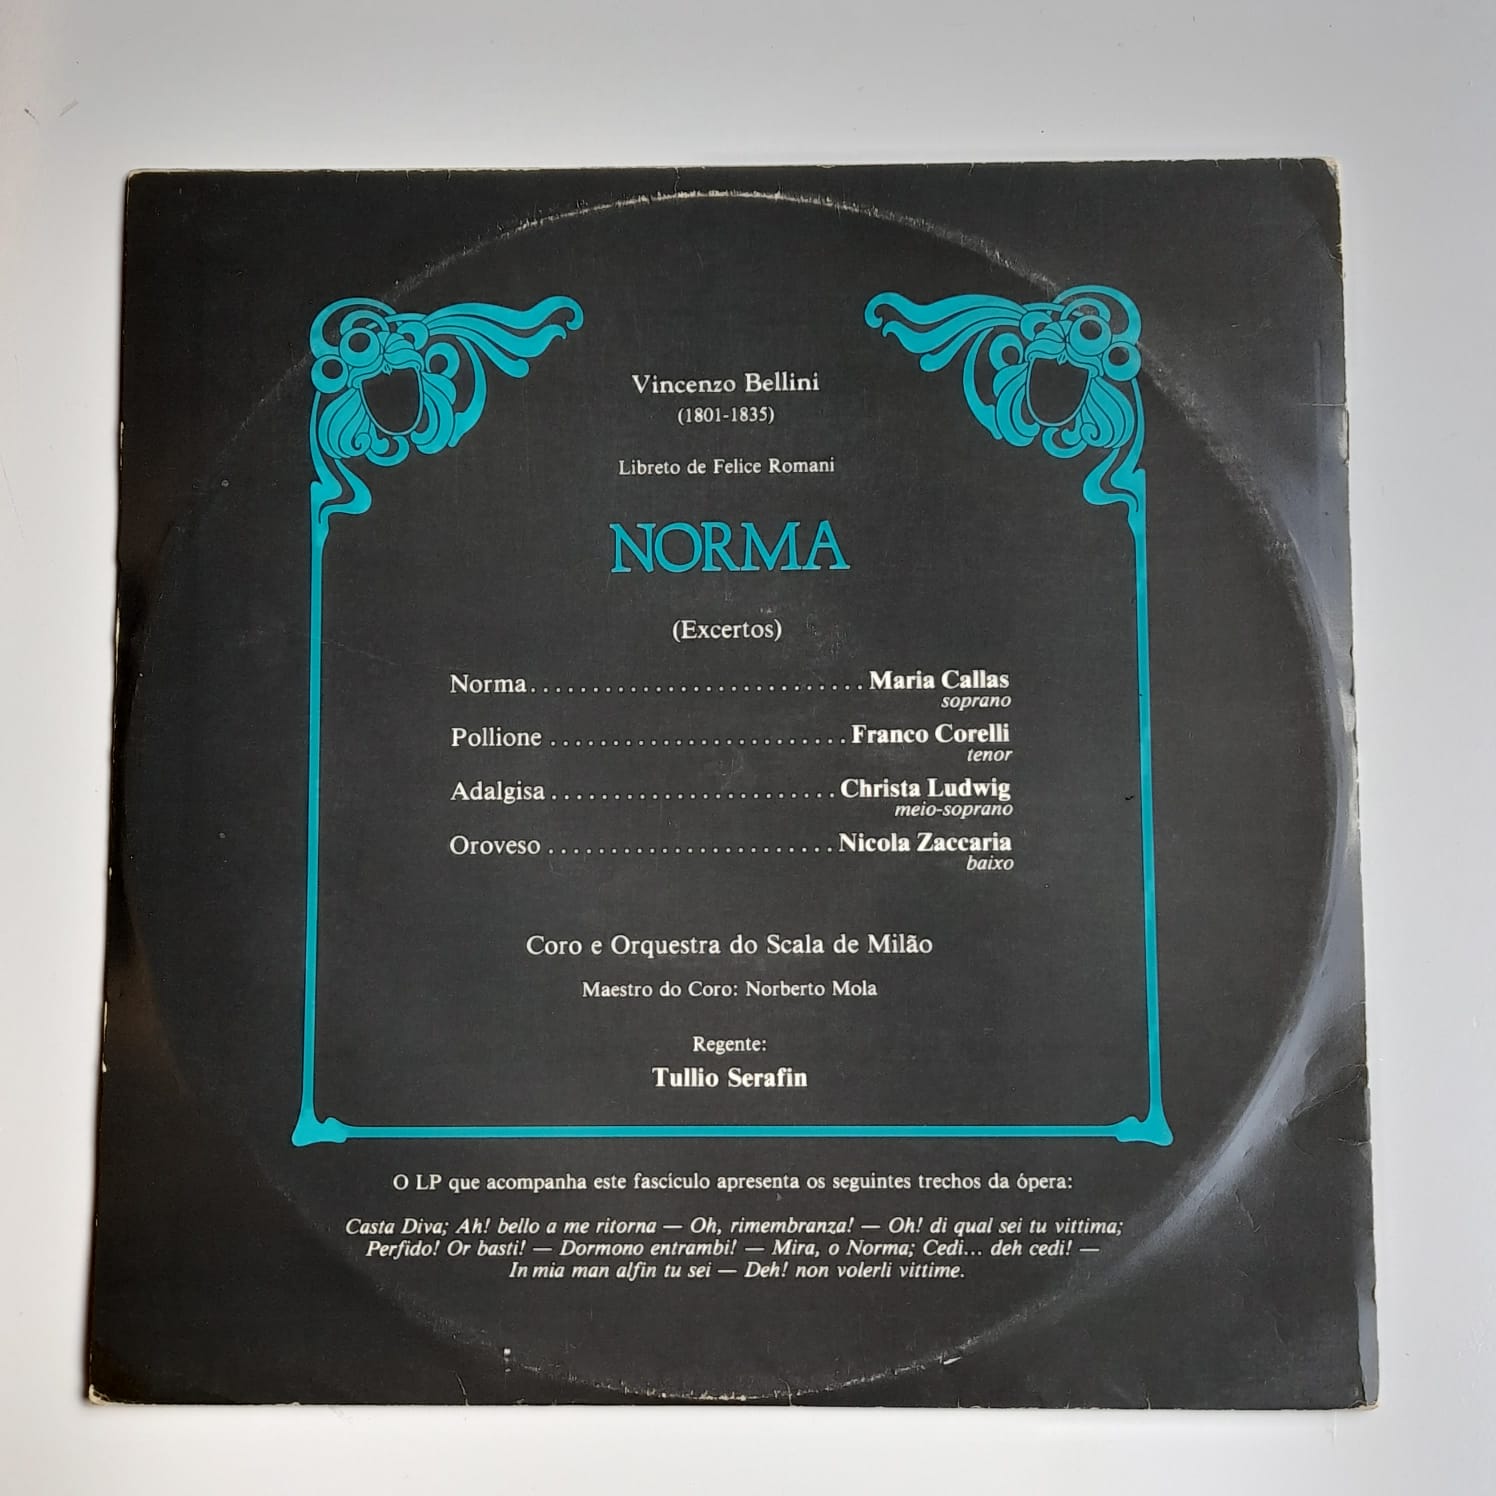 Vincenzo Bellini
(1801-1835)
Libreto de Felice Romani
NORMA
(Excertos)
Norma...........................Maria Callas
soprano
Pollione ........................Franco Corelli
tenor
Adalgisa .......................Christa Ludwig
meio-soprano
Oroveso .......................Nicola Zaccaria
baixo
Coro e Orquestra do Scala de Milão
Maestro do Coro: Norberto Mola
Regente:
Tullio Serafin
O LP que acompanha este fascículo apresenta os seguintes trechos da ópera:
Casta Diva; Ah! bello a me ritorna — Oh, rimembranza! — Oh! di qual sei tu vittima;
Perfido! Or basti! — Dormono entrambi! — Mira, o Norma; Cedi... deh cedi! —
In mia man alfin tu sei — Deh! non volerli vittime.